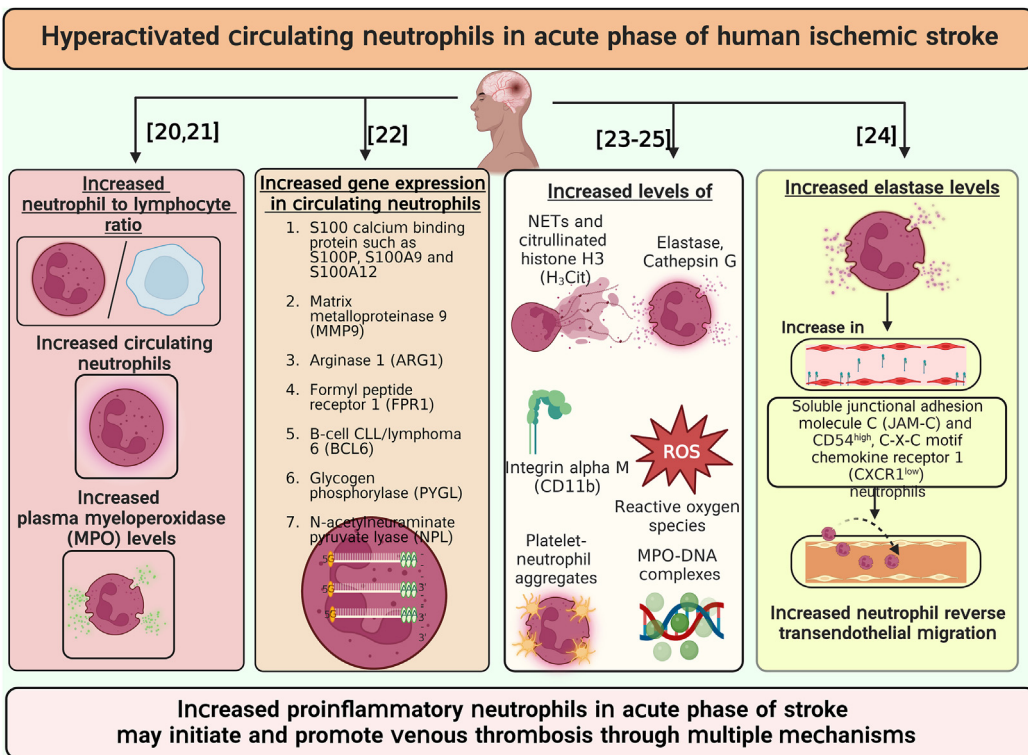 Hyperactivated circulating neutrophils in acute phase of human ischemic stroke
[20,21]
[22]
[23-25]
[24]
Increased
neutrophil to lymphocyte
ratio
Increased circulating
neutrophils
Increased
plasma myeloperoxidase
(MPO) levels
Increased gene expression
in circulating neutrophils
1. S100 calcium binding
protein such as
S100P, S100A9 and
S100A12
2. Matrix
metalloproteinase 9
(MMP9)
3. Arginase 1 (ARG1)
4. Formyl peptide
receptor 1 (FPR1)
5. B-cell CLL/lymphoma
6 (BCL6)
6. Glycogen
phosphorylase (PYGL)
7. N-acetylneuraminate
pyruvate lyase (NPL)
5'
3'
5'
3'
5'
3'
3'
Increased levels of
NETs and
citrullinated
histone H3
(H₃Cit)
Elastase,
Cathepsin G
Integrin alpha M
(CD11b)
ROS
Reactive oxygen
species
Platelet-
neutrophil
aggregates
MPO-DNA
complexes
Increased elastase levels
Increase in
Soluble junctional adhesion
molecule C (JAM-C) and
CD54ʰⁱᵍʰ, C-X-C motif
chemokine receptor 1
(CXCR1ˡᵒʷ)
neutrophils
Increased neutrophil reverse
transendothelial migration
Increased proinflammatory neutrophils in acute phase of stroke
may initiate and promote venous thrombosis through multiple mechanisms